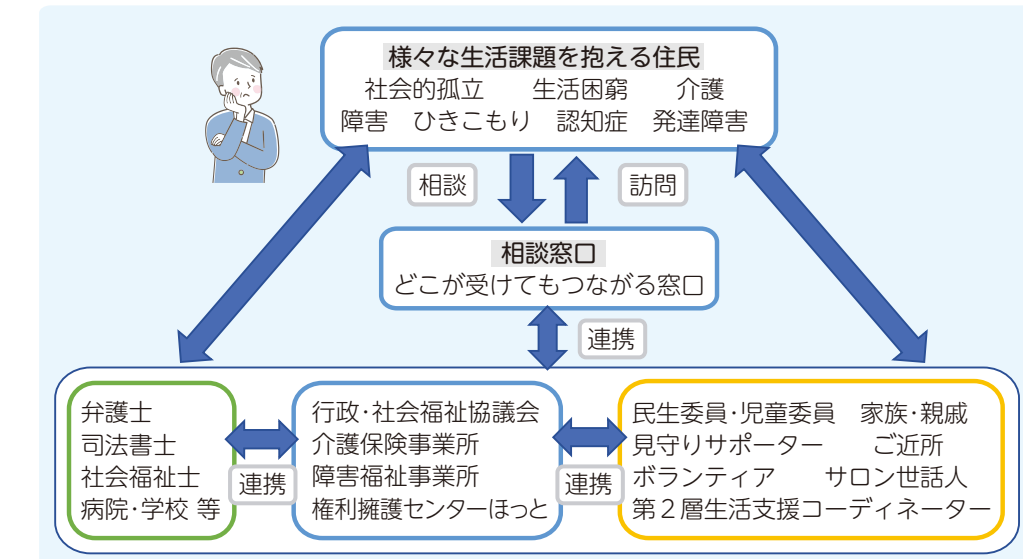 様々な生活課題を抱える住民
社会的孤立 生活困窮 介護
障害 ひきこもり 認知症 発達障害
相談
訪問
相談窓口
どこが受けてもつながる窓口
連携
弁護士
司法書士
社会福祉士
病院・学校 等
連携
行政・社会福祉協議会
介護保険事業所
障害福祉事業所
権利擁護センターほっと
連携
民生委員・児童委員 家族・親戚
見守りサポーター ご近所
ボランティア サロン世話人
第２層生活支援コーディネーター